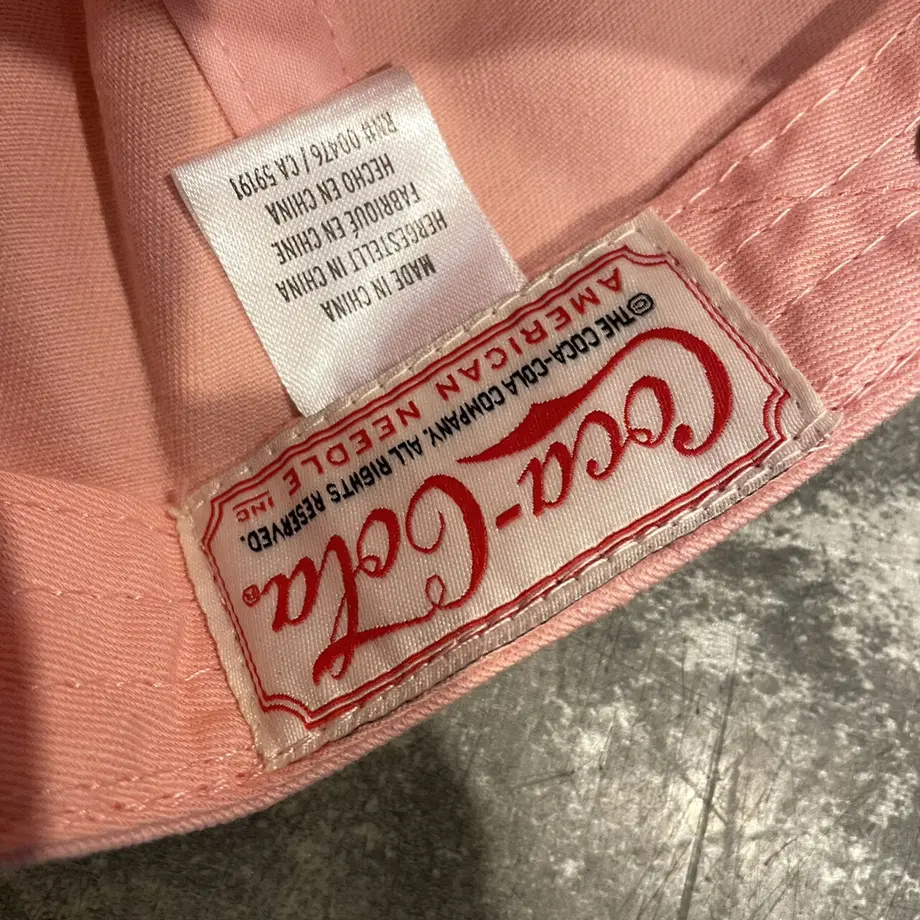 Coca-Cola®
©THE COCA-COLA COMPANY. ALL RIGHTS RESERVED.
AMERICAN NEEDLE INC
MADE IN CHINA
HERGESTELLT IN CHINA
FABRIQUÉ EN CHINE
HECHO EN CHINA
RN# 00476 / CA 59191